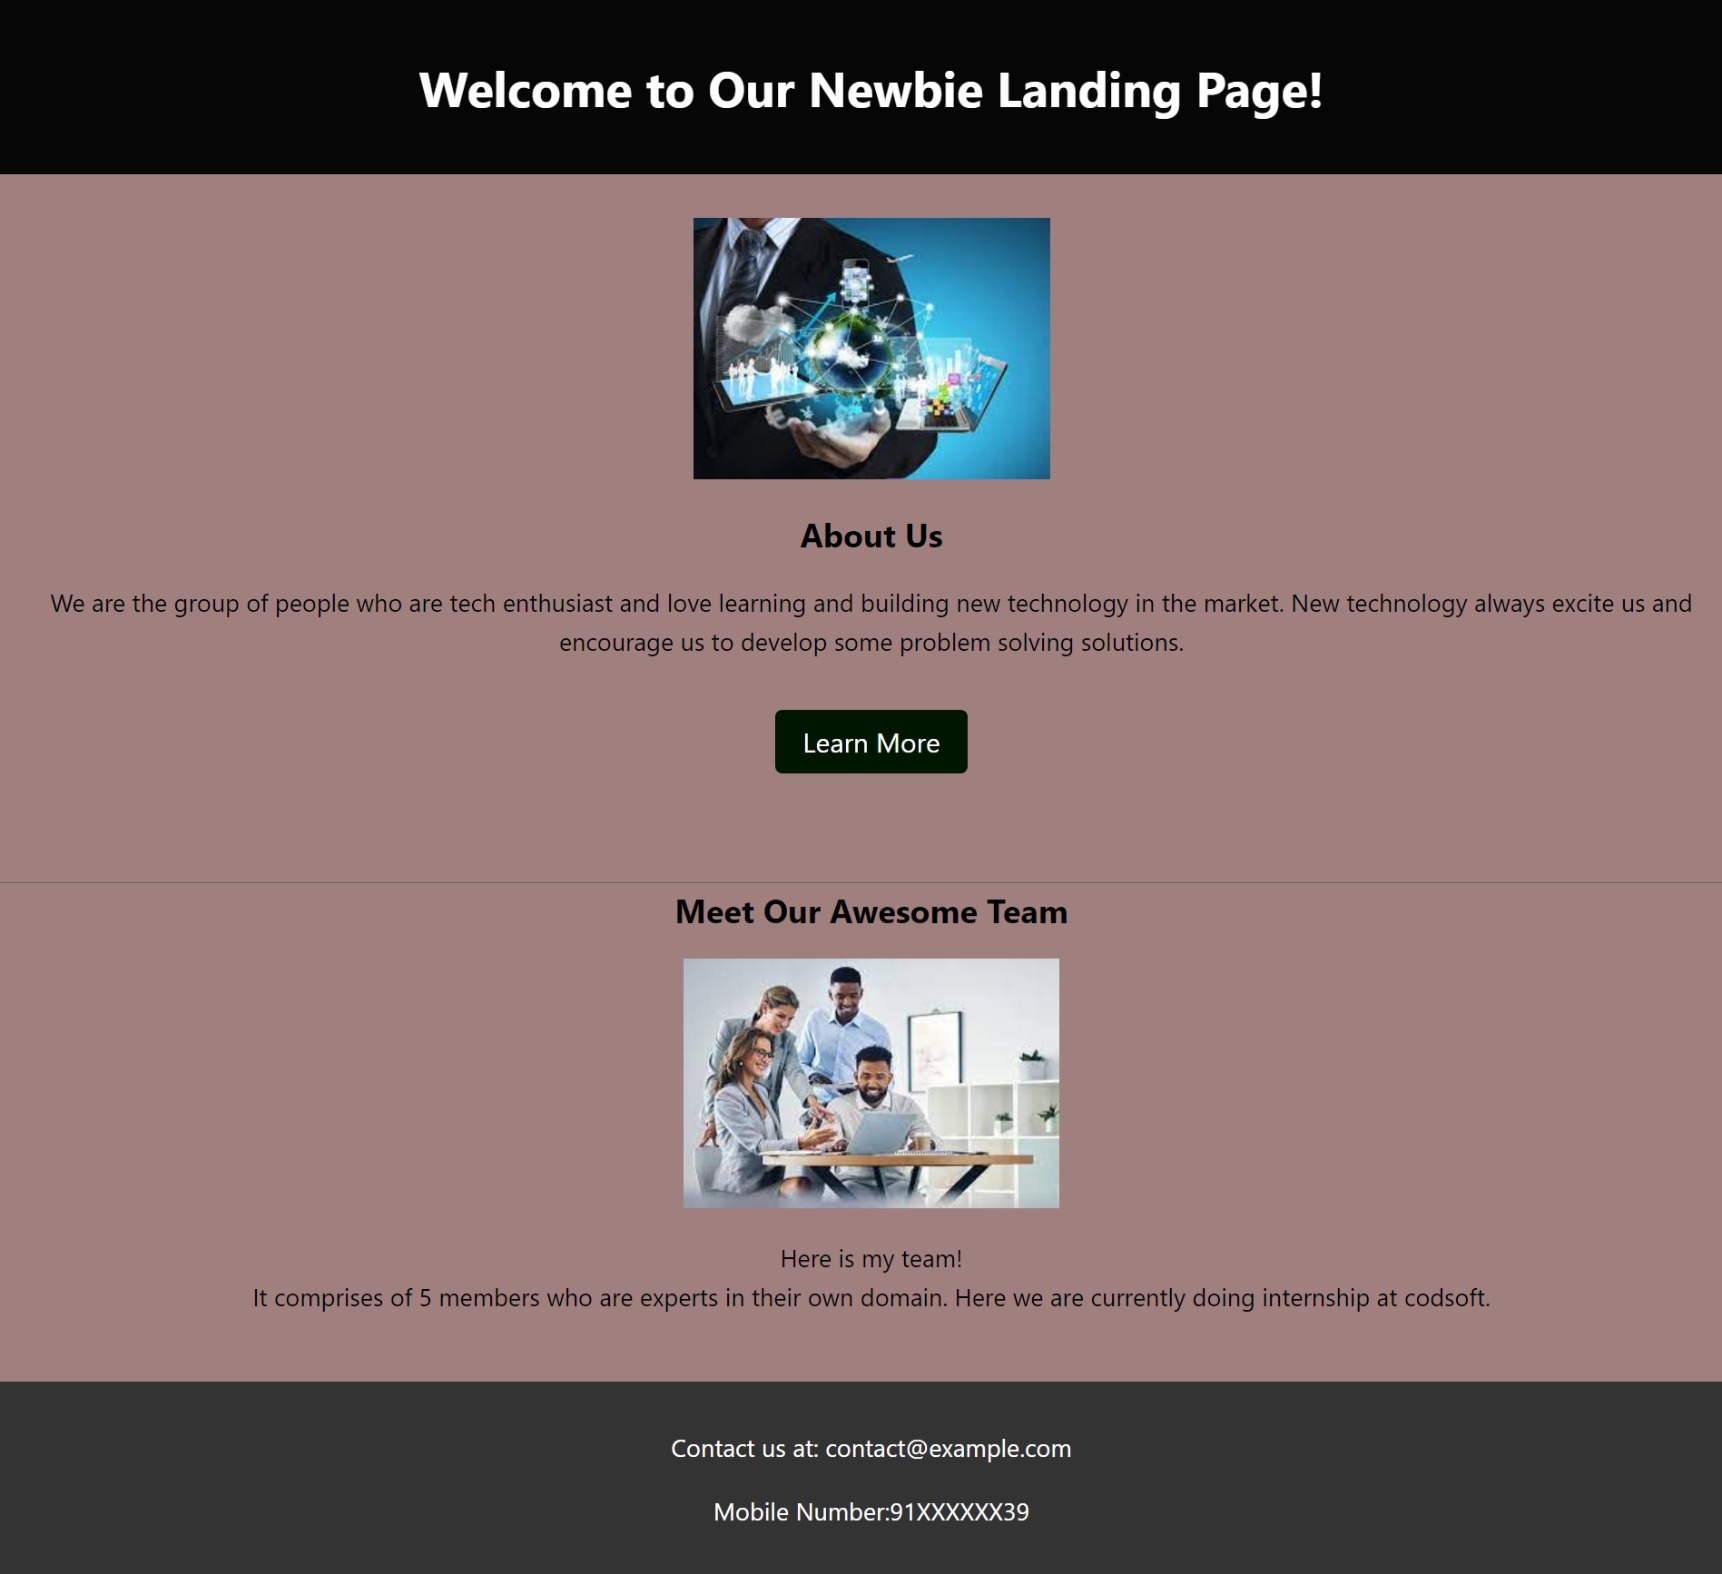 Welcome to Our Newbie Landing Page!
About Us
We are the group of people who are tech enthusiast and love learning and building new technology in the market. New technology always excite us and
encourage us to develop some problem solving solutions.
Learn More
Meet Our Awesome Team
Here is my team!
It comprises of 5 members who are experts in their own domain. Here we are currently doing internship at codsoft.
Contact us at: contact@example.com
Mobile Number:91XXXXXX39